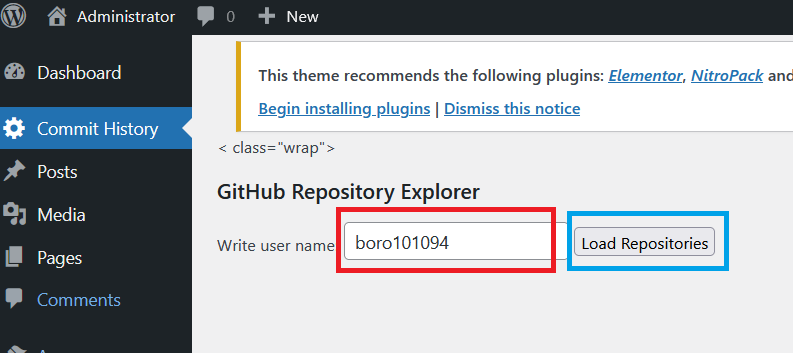 Administrator 0 New
Dashboard
Commit History
Posts
Media
Pages
Comments
This theme recommends the following plugins: Elementor, NitroPack and
Begin installing plugins | Dismiss this notice
< class="wrap">
GitHub Repository Explorer
Write user name boro101094 Load Repositories